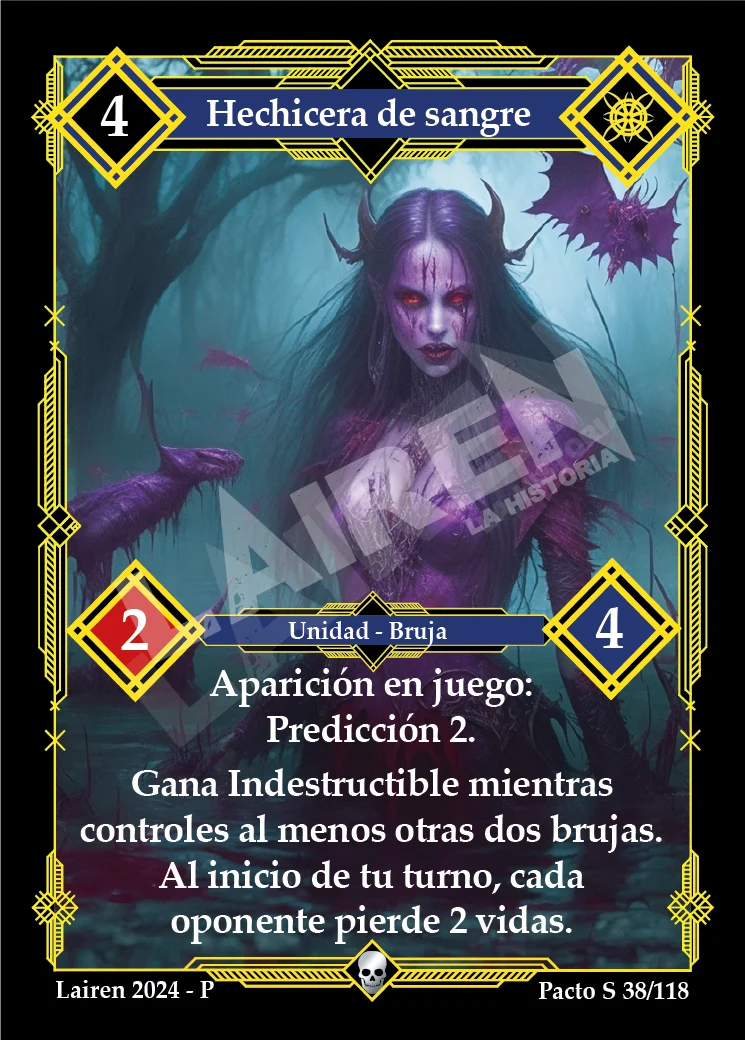 4
Hechicera de sangre
LAIREN
LA HISTORIA
2
Unidad - Bruja
4
Aparición en juego:
Predicción 2.
Gana Indestructible mientras
controles al menos otras dos brujas.
Al inicio de tu turno, cada
oponente pierde 2 vidas.
Lairen 2024 - P
Pacto S 38/118